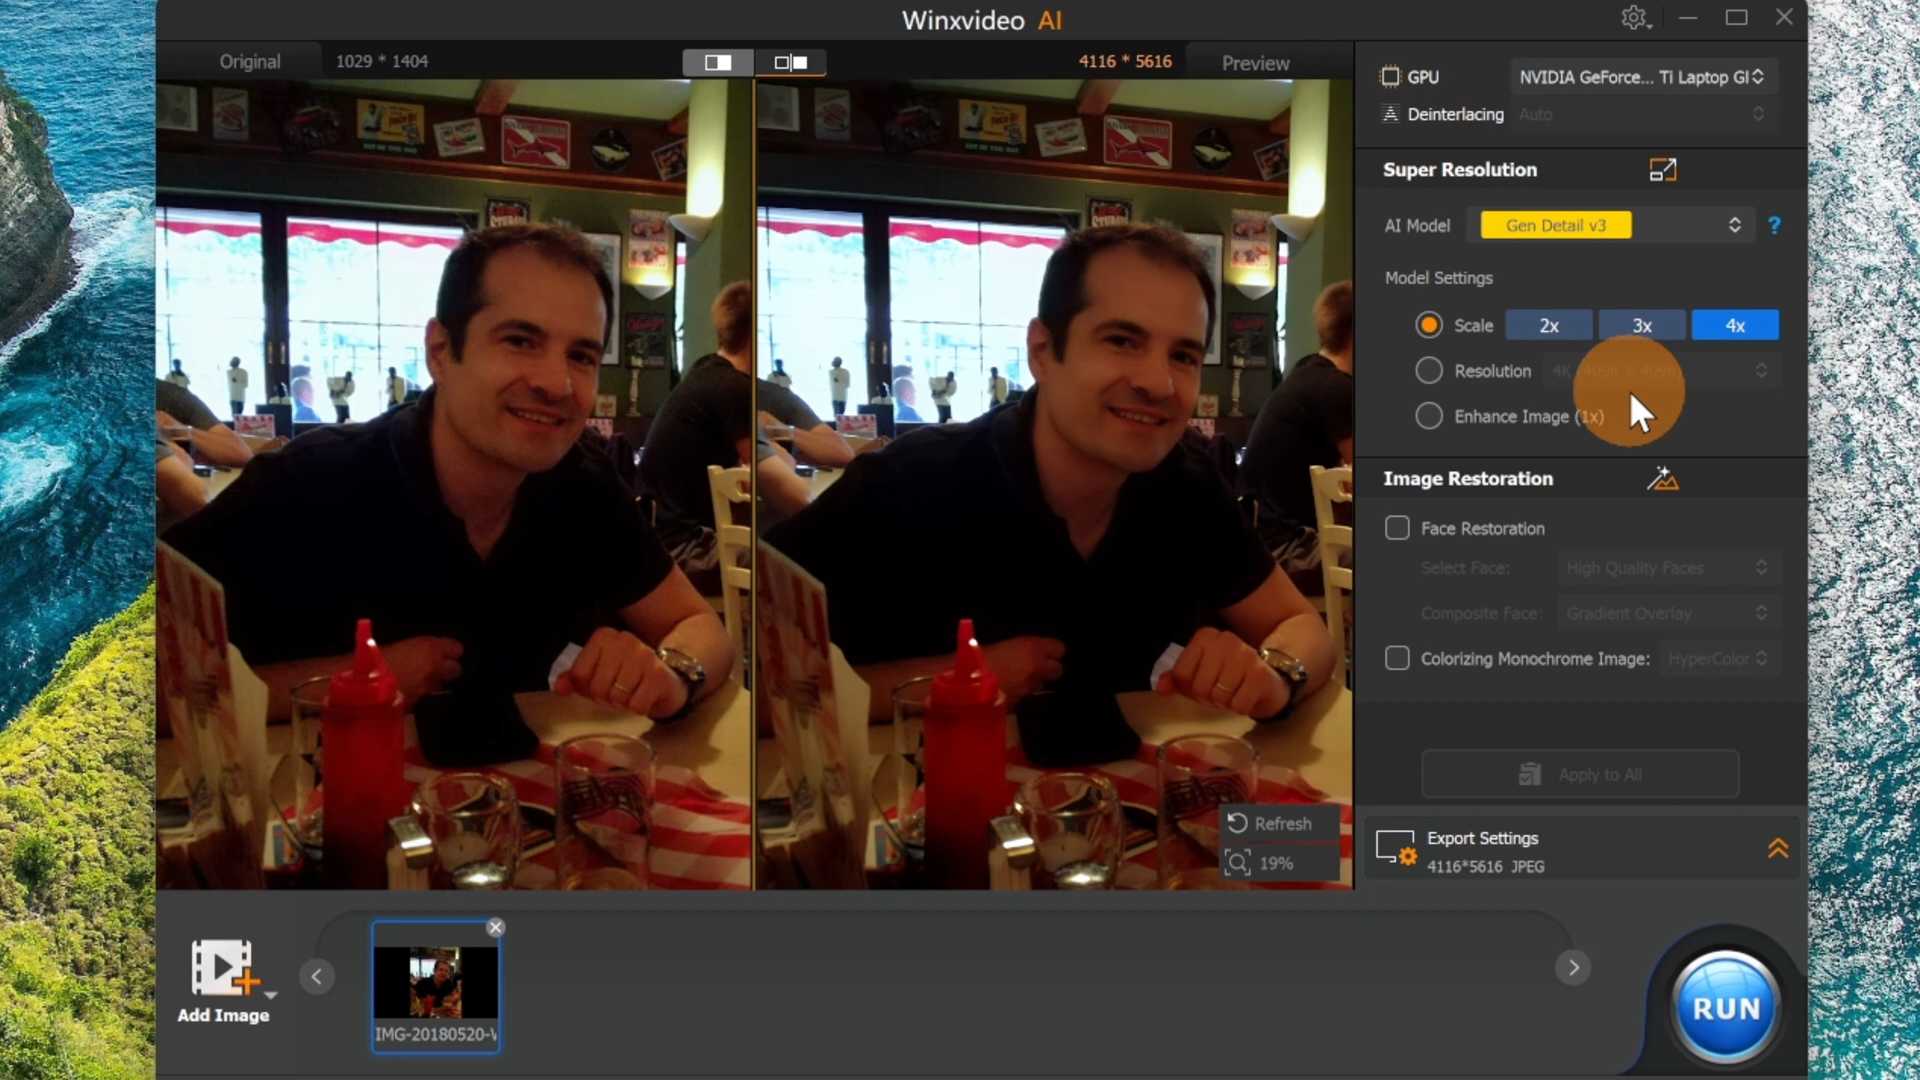 Winxvideo AI
Original
1029 * 1404
4116 * 5616
Preview
GPU
NVIDIA GeForce... Ti Laptop GI
Deinterlacing
Auto
Super Resolution
AI Model
Gen Detail v3
?
Model Settings
Scale
2x
3x
4x
Resolution
4K (4096 X 4096)
Enhance Image (1x)
Image Restoration
Face Restoration
Select Face:
High Quality Faces
Composite Face:
Gradient Overlay
Colorizing Monochrome Image:
HyperColor
Apply to All
Refresh
19%
Export Settings
4116*5616 JPEG
Add Image
IMG-20180520-V
RUN